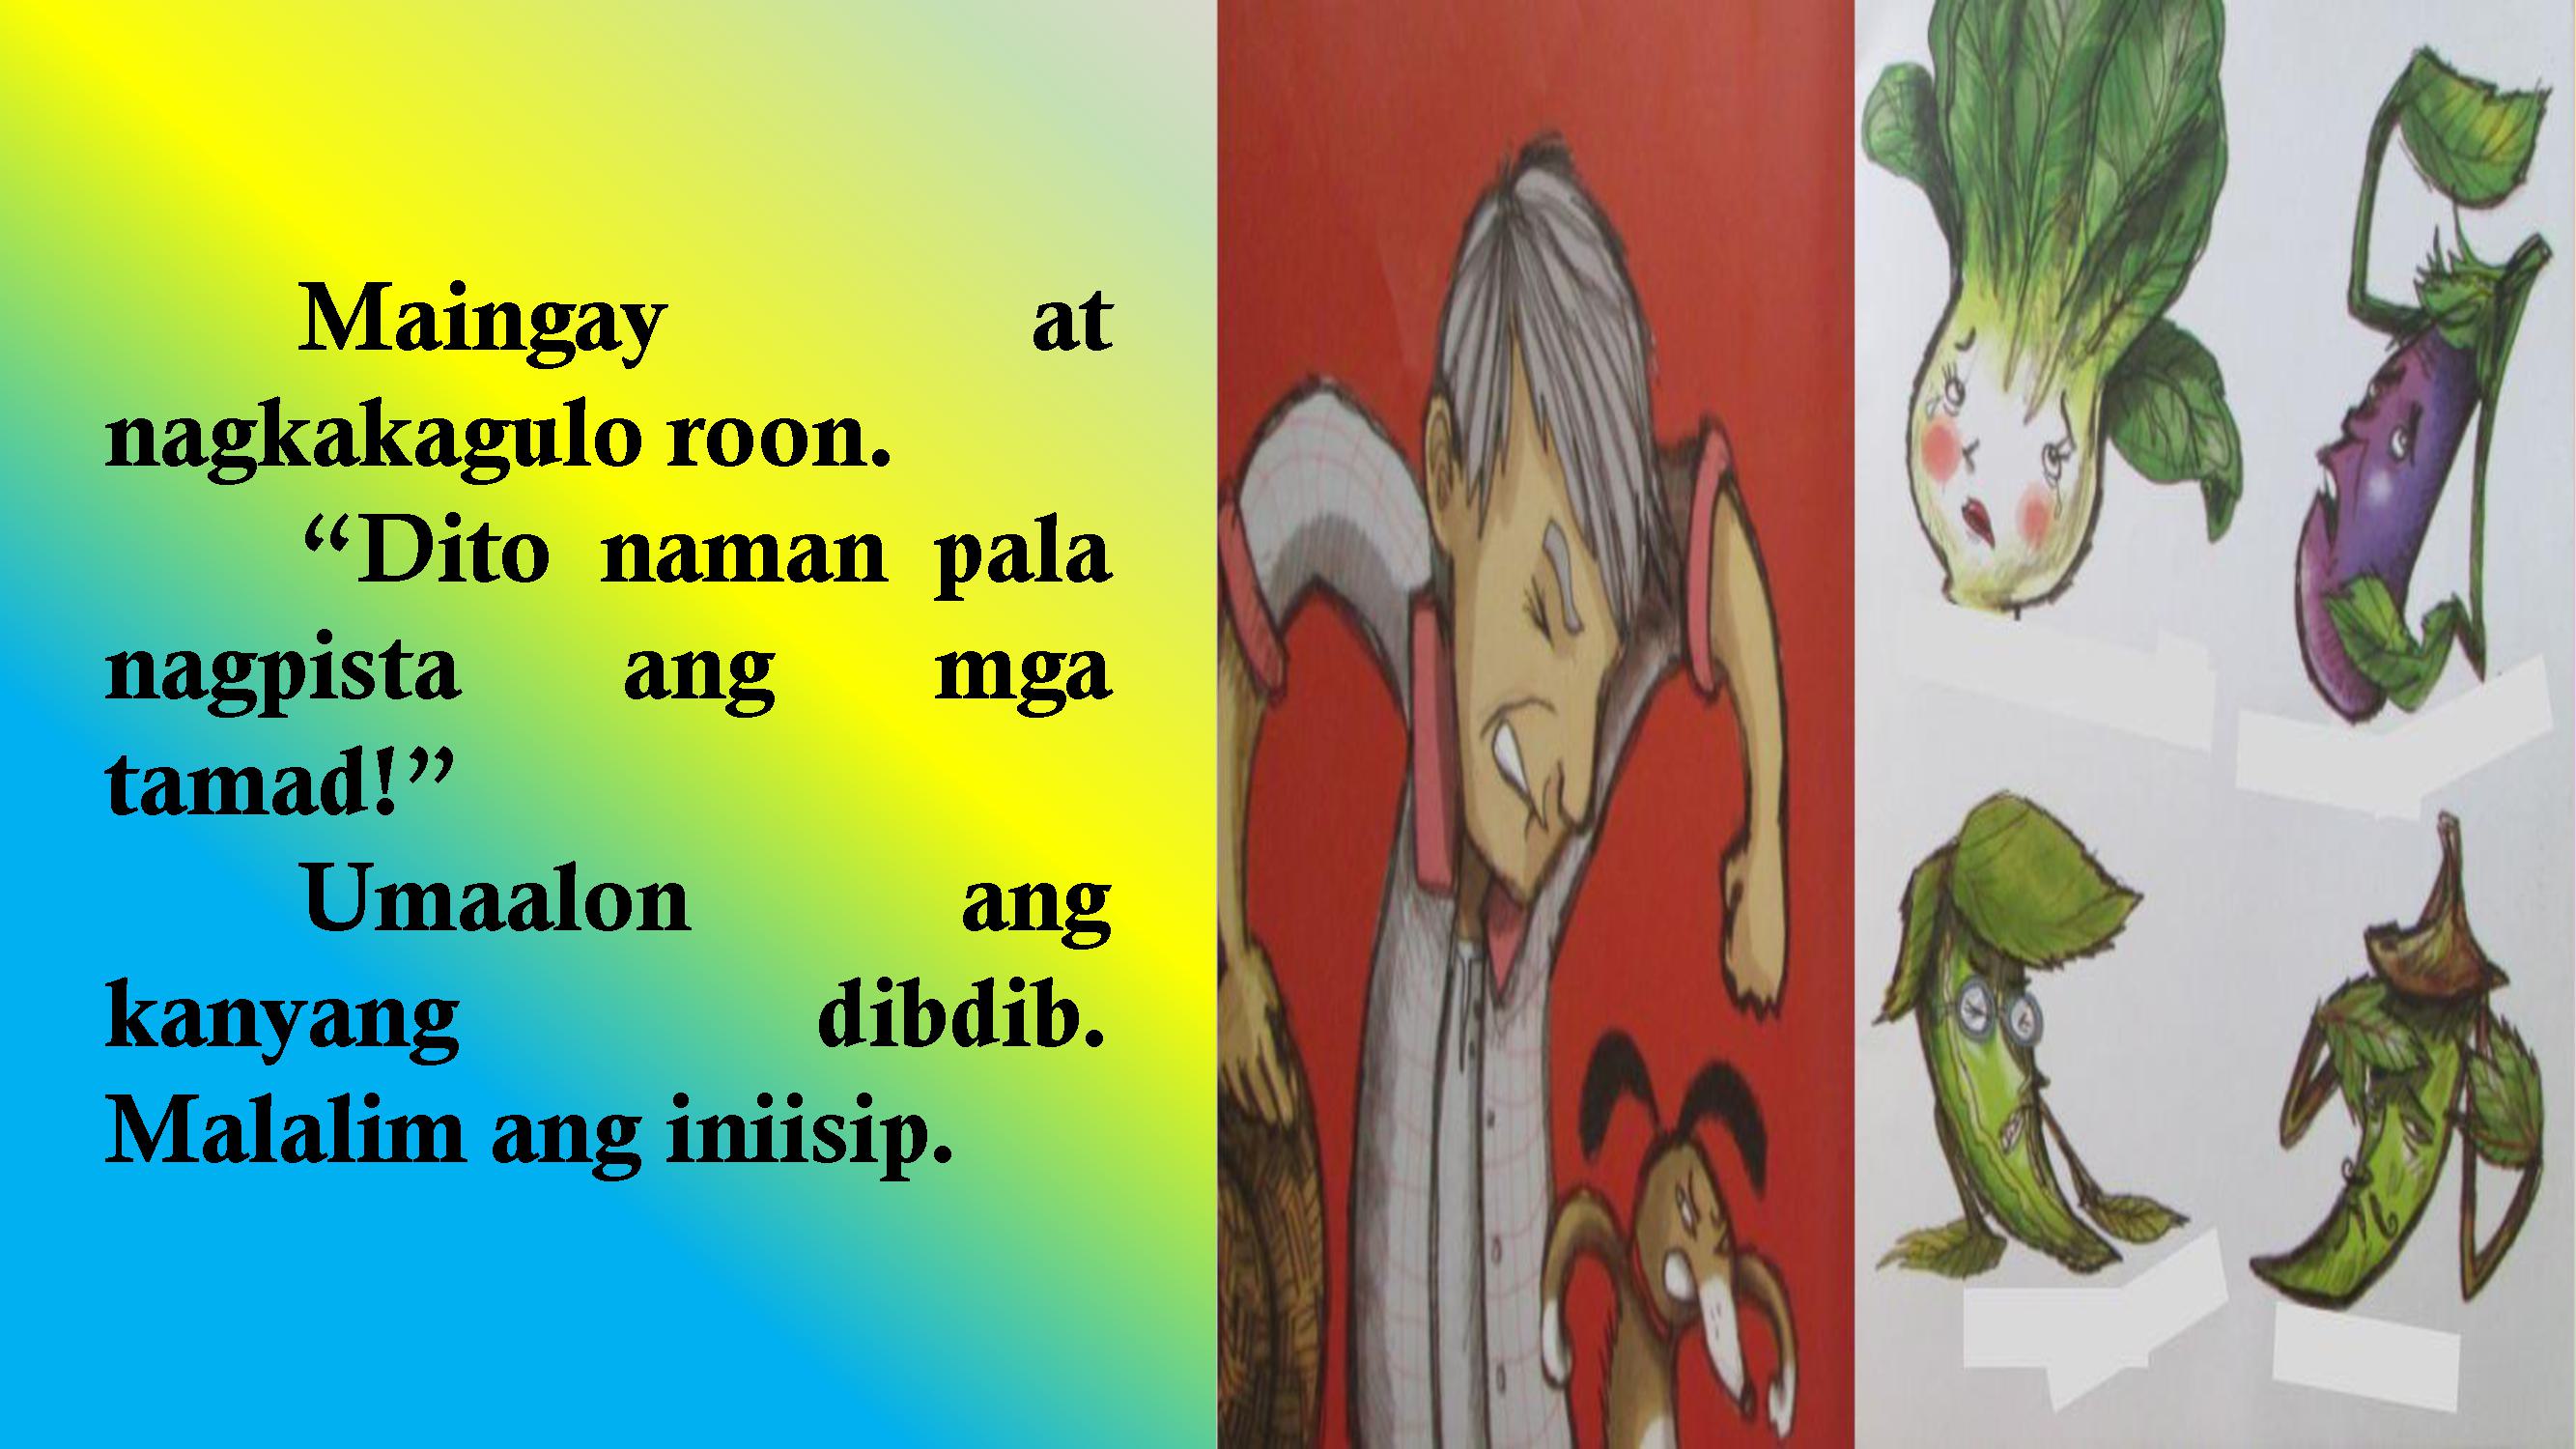 Maingay at
nagkakagulo roon.
“Dito naman pala
nagpista ang mga
tamad!”
Umaalon ang
kanyang dibdib.
Malalim ang iniisip.